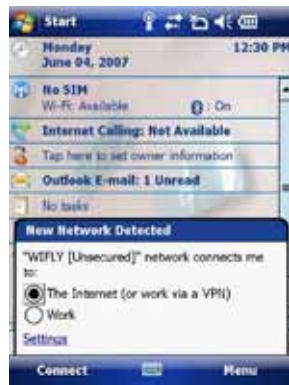 Start
Monday 12:30 PM
June 04, 2007
No SIM
Wi-Fi: Available : On
Internet Calling: Not Available
Tap here to set owner information
Outlook E-mail: 1 Unread
No tasks
New Network Detected
"WIFLY [Unsecured]" network connects me
to:
The Internet (or work via a VPN)
Work
Settings
Connect Menu